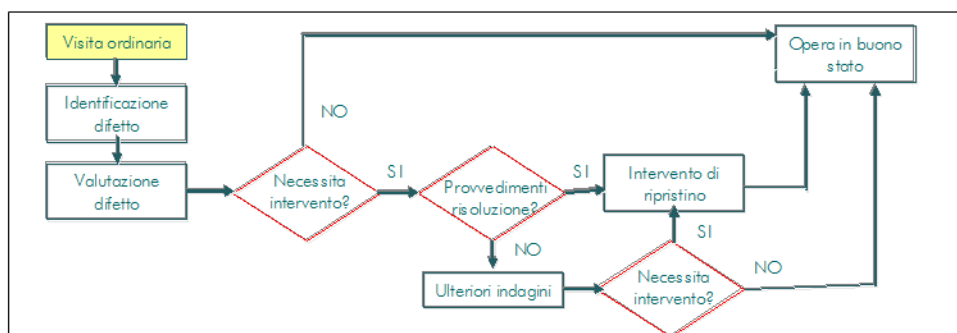 Visita ordinaria
Opera in buono
stato
Identificazione
difetto
NO
Valutazione
difetto
Necessita
intervento?
SI
Provvedimenti
risoluzione?
SI
Intervento di
ripristino
SI
NO
Ulteriori indagini
Necessita
intervento?
NO